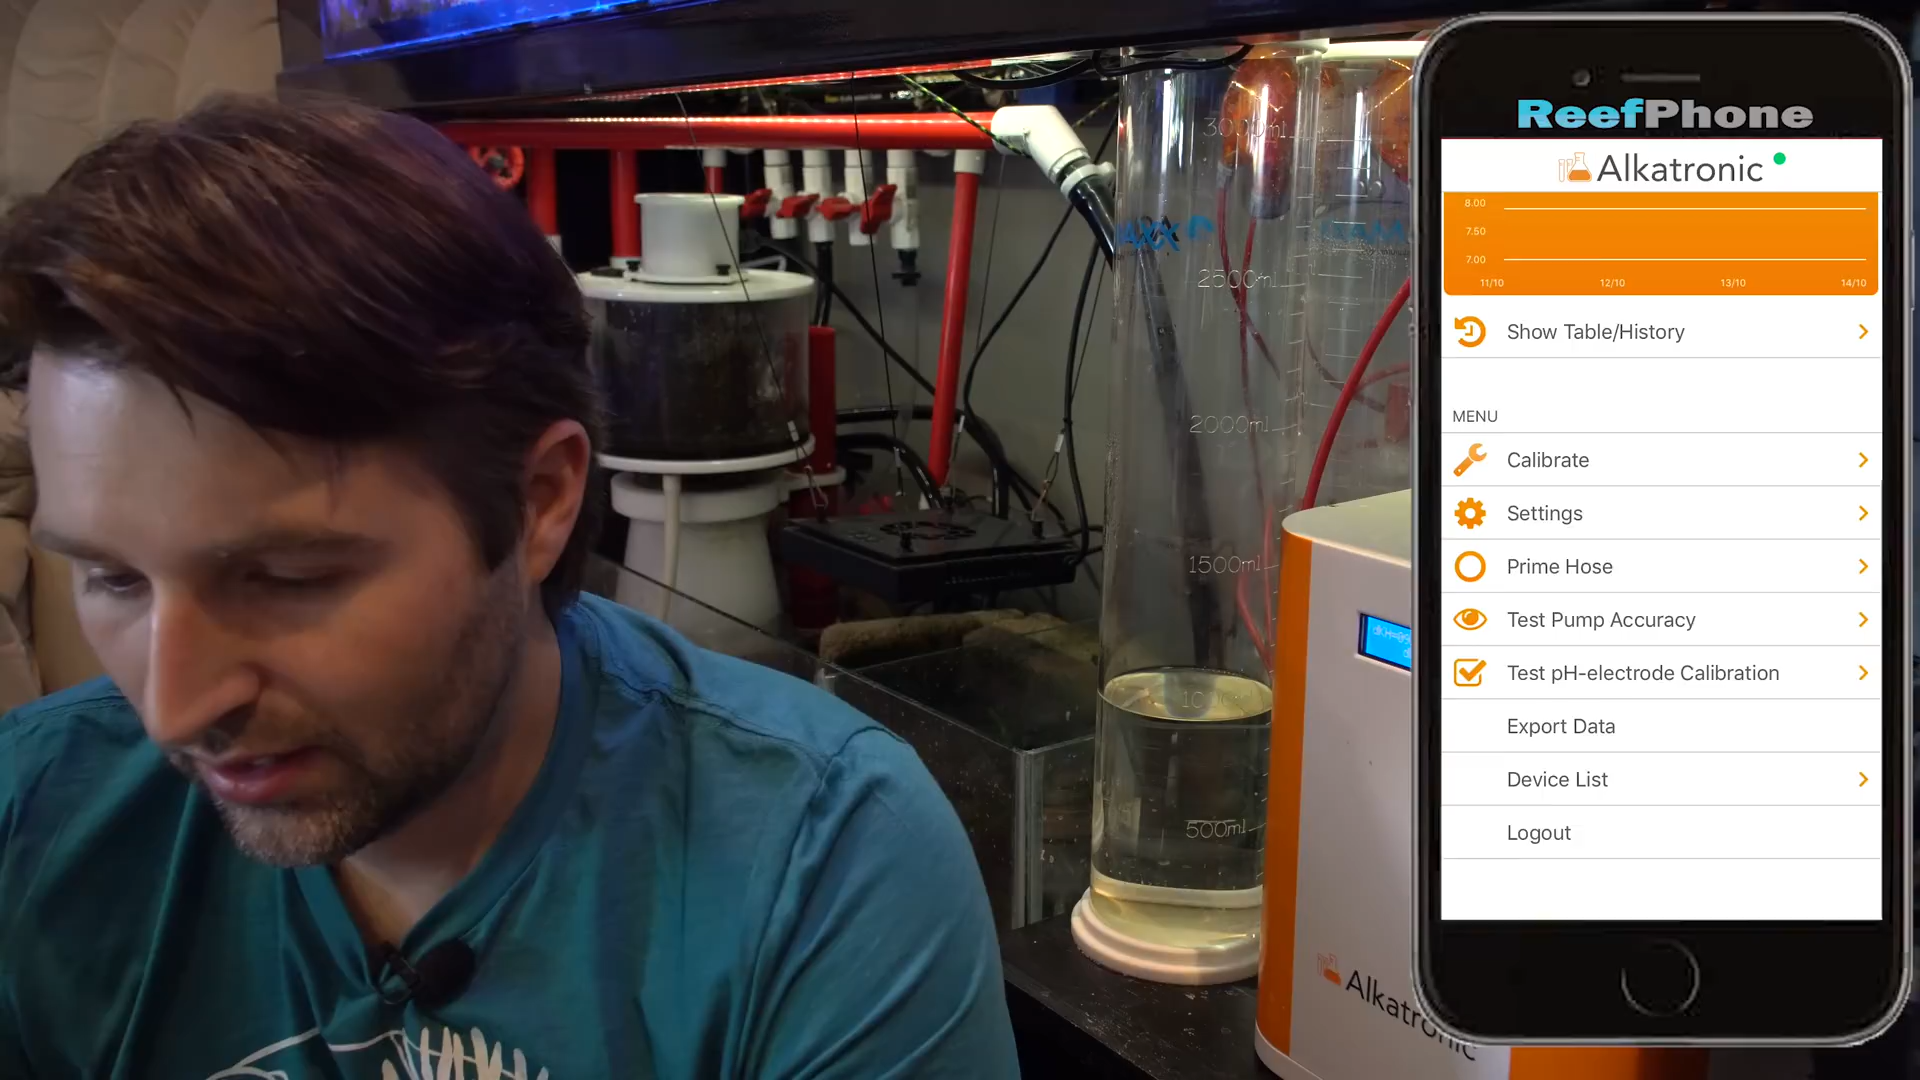 ReefPhone
Alkatronic
8.00
7.50
7.00
11/10 12/10 13/10 14/10
Show Table/History
MENU
Calibrate
Settings
Prime Hose
Test Pump Accuracy
Test pH-electrode Calibration
Export Data
Device List
Logout
3000ml
2500ml
2000ml
1500ml
500ml
Alkatronic